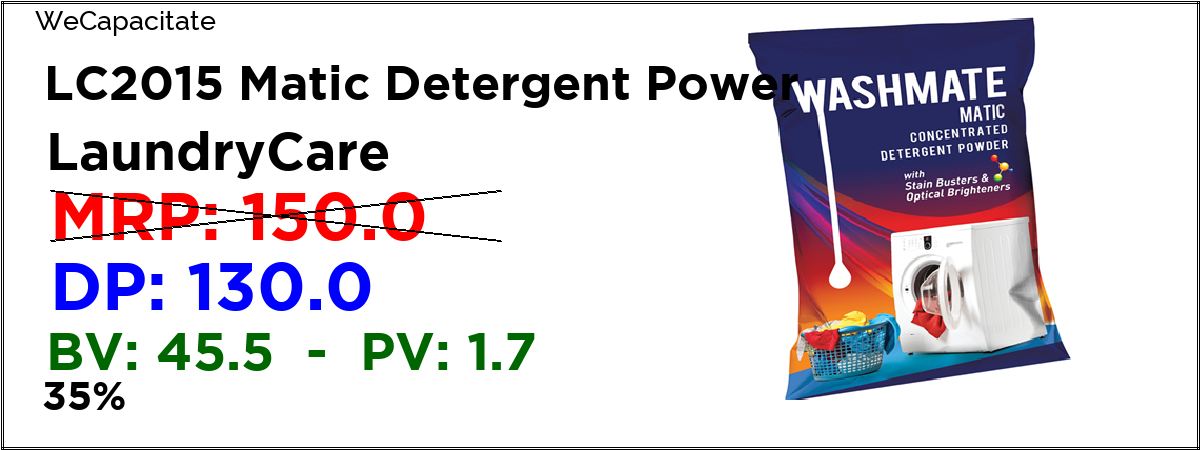 WeCapacitate
LC2015 Matic Detergent Power
LaundryCare
MRP: 150.0
DP: 130.0
BV: 45.5 - PV: 1.7
35%
WASHMATE
MATIC
CONCENTRATED
DETERGENT POWDER
with
Stain Busters &
Optical Brighteners